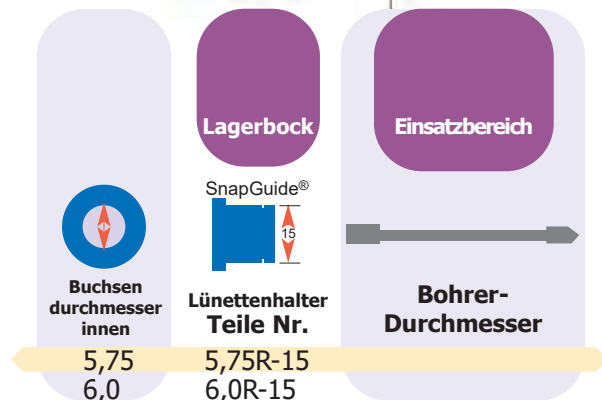 Lagerbock
Einsatzbereich
SnapGuide®
15
Buchsen
durchmesser
innen
Lünettenhalter
Teile Nr.
Bohrer-
Durchmesser
5,75 5,75R-15
6,0 6,0R-15